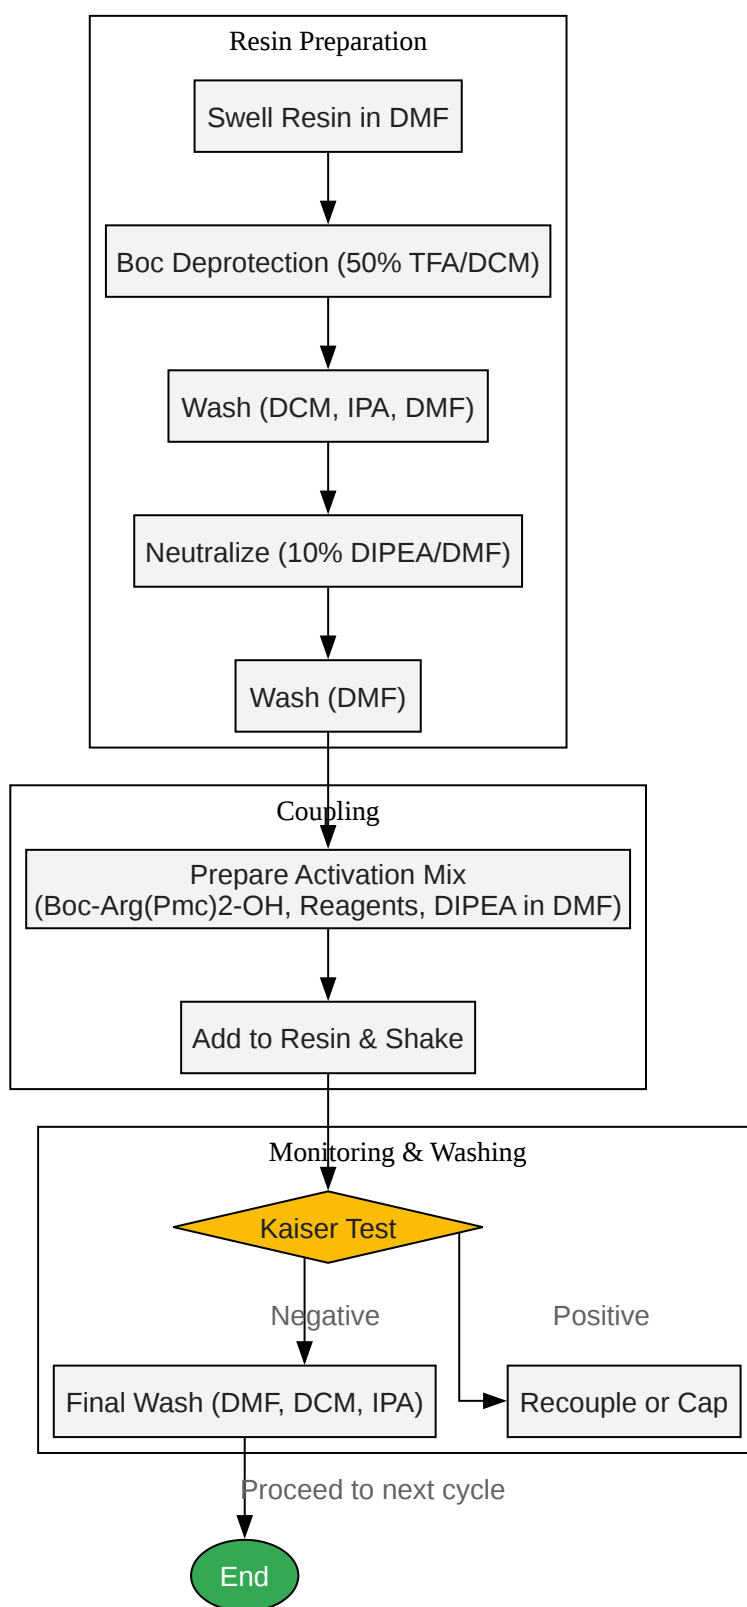 Resin Preparation
Swell Resin in DMF
Boc Deprotection (50% TFA/DCM)
Wash (DCM, IPA, DMF)
Neutralize (10% DIPEA/DMF)
Wash (DMF)
Coupling
Prepare Activation Mix
(Boc-Arg(Pmc)2-OH, Reagents, DIPEA in DMF)
Add to Resin & Shake
Monitoring & Washing
Kaiser Test
Negative
Positive
Final Wash (DMF, DCM, IPA)
Recouple or Cap
Proceed to next cycle
End